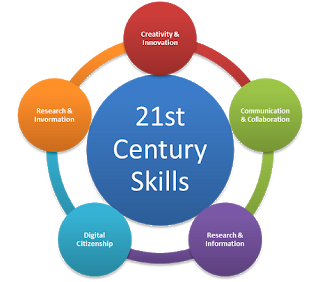 Creativity &
Innovation
Research &
Invormation
21st
Century
Skills
Communication
& Collaboration
Digital
Citizenship
Research &
Information